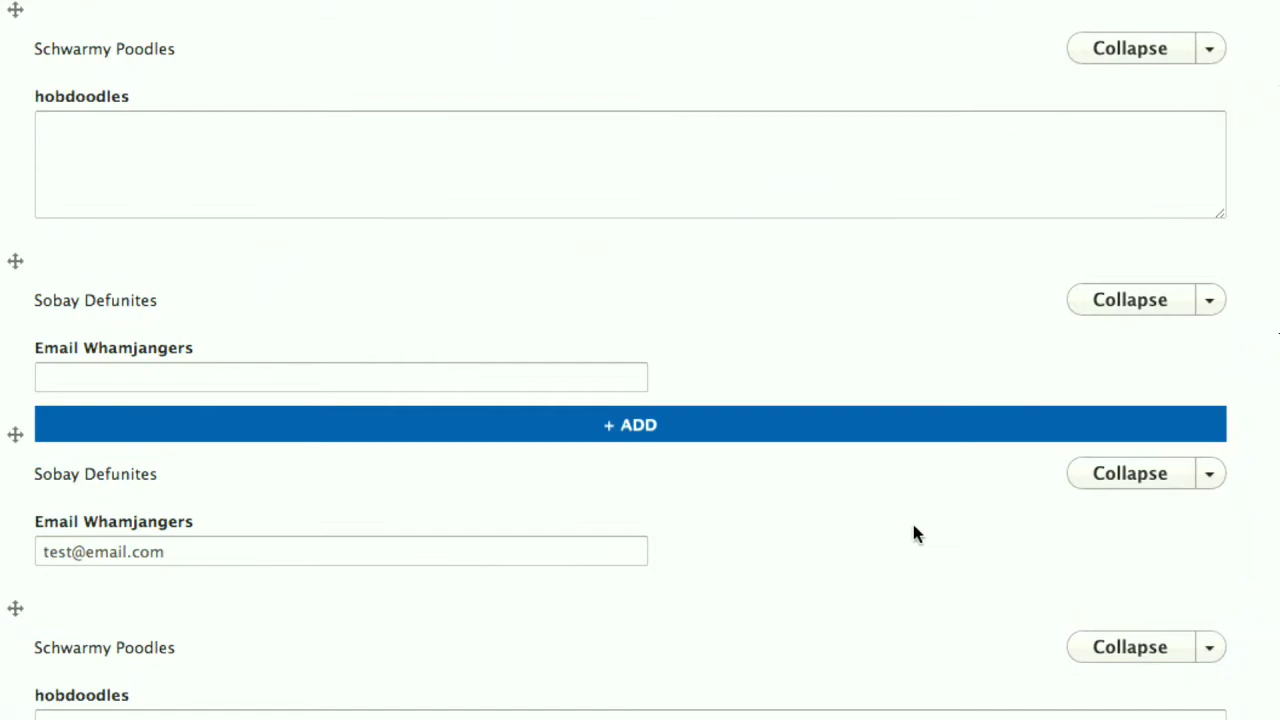 Schwarmy Poodles
Collapse
hobdoodles
Sobay Defunites
Collapse
Email Whamjangers
+ ADD
Sobay Defunites
Collapse
Email Whamjangers
test@email.com
Schwarmy Poodles
Collapse
hobdoodles